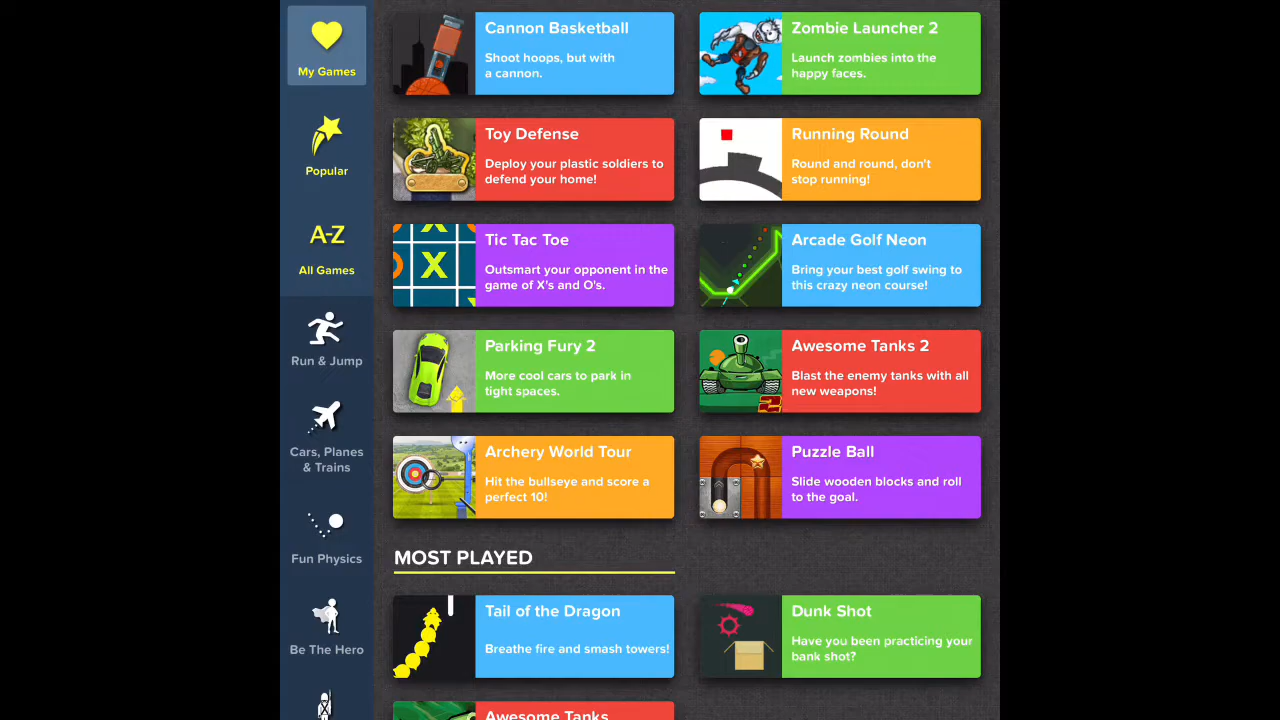 My Games
Popular
A-Z
All Games
Run & Jump
Cars, Planes
& Trains
Fun Physics
Be The Hero
Cannon Basketball
Shoot hoops, but with
a cannon.
Zombie Launcher 2
Launch zombies into the
happy faces.
Toy Defense
Deploy your plastic soldiers to
defend your home!
Running Round
Round and round, don't
stop running!
X
X
Tic Tac Toe
Outsmart your opponent in the
game of X's and O's.
Arcade Golf Neon
Bring your best golf swing to
this crazy neon course!
Parking Fury 2
More cool cars to park in
tight spaces.
2
Awesome Tanks 2
Blast the enemy tanks with all
new weapons!
Archery World Tour
Hit the bullseye and score a
perfect 10!
Puzzle Ball
Slide wooden blocks and roll
to the goal.
MOST PLAYED
Tail of the Dragon
Breathe fire and smash towers!
Dunk Shot
Have you been practicing your
bank shot?
Awesome Tanks